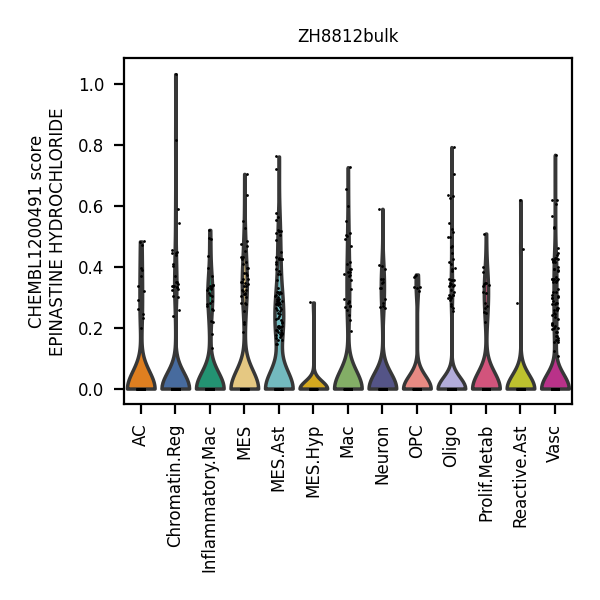 ZH8812bulk
CHEMBL1200491 score
EPINASTINE HYDROCHLORIDE
1.0
0.8
0.6
0.4
0.2
0.0
AC
Chromatin.Reg
Inflammatory.Mac
MES
MES.Ast
MES.Hyp
Mac
Neuron
OPC
Oligo
Prolif.Metab
Reactive.Ast
Vasc